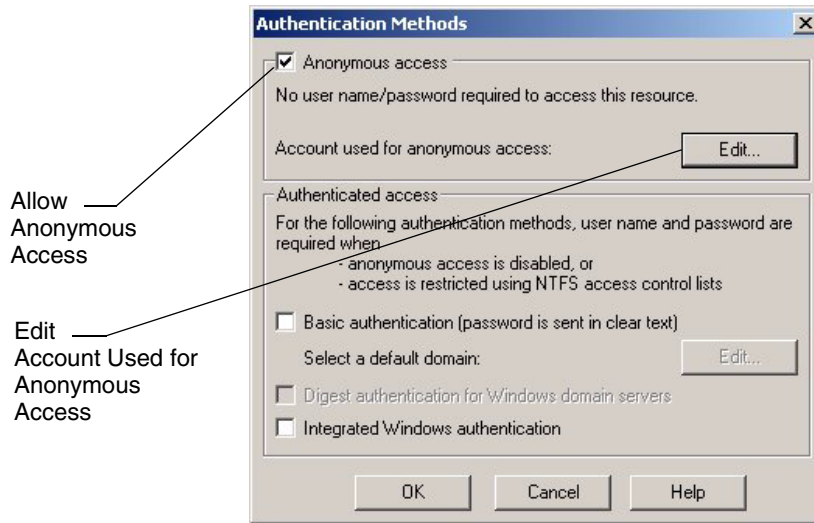 Authentication Methods
Anonymous access
No user name/password required to access this resource.
Account used for anonymous access:
Edit...
Allow
Anonymous
Access
Authenticated access
For the following authentication methods, user name and password are
required when
- anonymous access is disabled, or
- access is restricted using NTFS access control lists
Edit
Account Used for
Anonymous
Access
Basic authentication (password is sent in clear text)
Select a default domain:
Edit...
Digest authentication for Windows domain servers
Integrated Windows authentication
OK
Cancel
Help